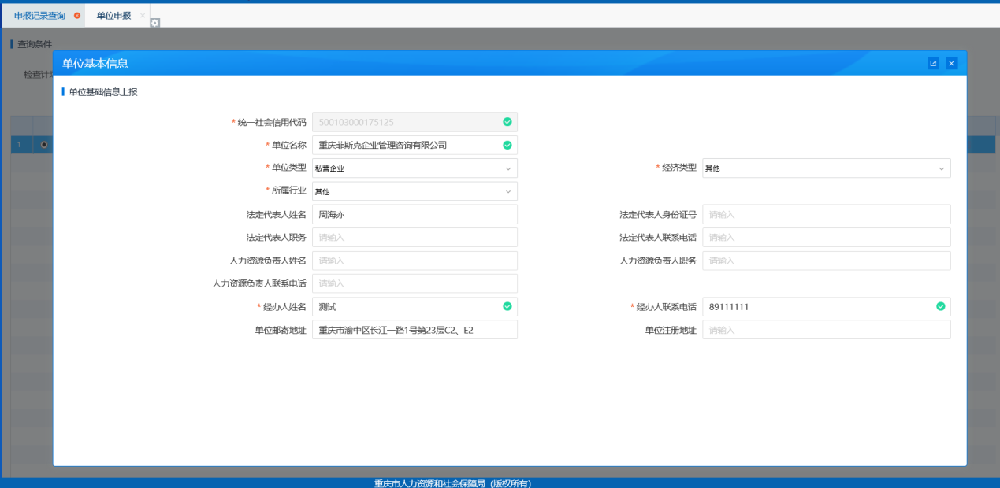 申报记录查询 单位申报
查询条件
单位基本信息
检查计
单位基础信息上报
* 统一社会信用代码 500103000175125
* 单位名称 重庆菲斯克企业管理咨询有限公司
1
* 单位类型 私营企业 * 经济类型 其他
* 所属行业 其他
法定代表人姓名 周海亦 法定代表人身份证号 请输入
法定代表人职务 请输入 法定代表人联系电话 请输入
人力资源负责人姓名 请输入 人力资源负责人职务 请输入
人力资源负责人联系电话 请输入
* 经办人姓名 测试 * 经办人联系电话 89111111
单位邮寄地址 重庆市渝中区长江一路1号第23层C2、E2 单位注册地址 请输入
重庆市人力资源和社会保障局（版权所有）